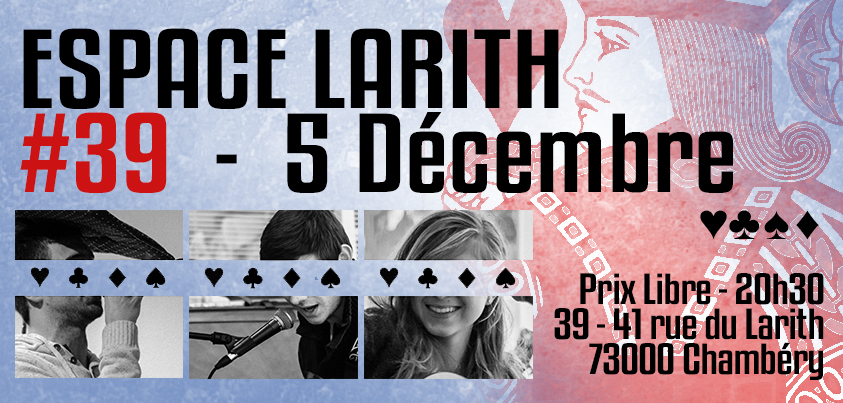 ESPACE LARITH
#39 - 5 Décembre
Prix Libre - 20h30
39 - 41 rue du Larith
73000 Chambéry